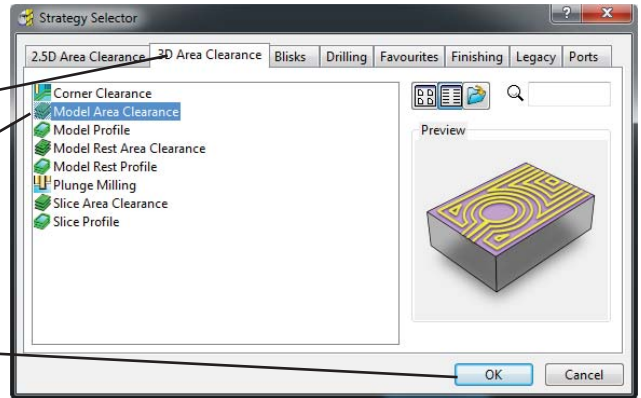 Strategy Selector
2.5D Area Clearance 3D Area Clearance Blisks Drilling Favourites Finishing Legacy Ports
Corner Clearance
Model Area Clearance
Model Profile
Model Rest Area Clearance
Model Rest Profile
Plunge Milling
Slice Area Clearance
Slice Profile
Preview
OK Cancel